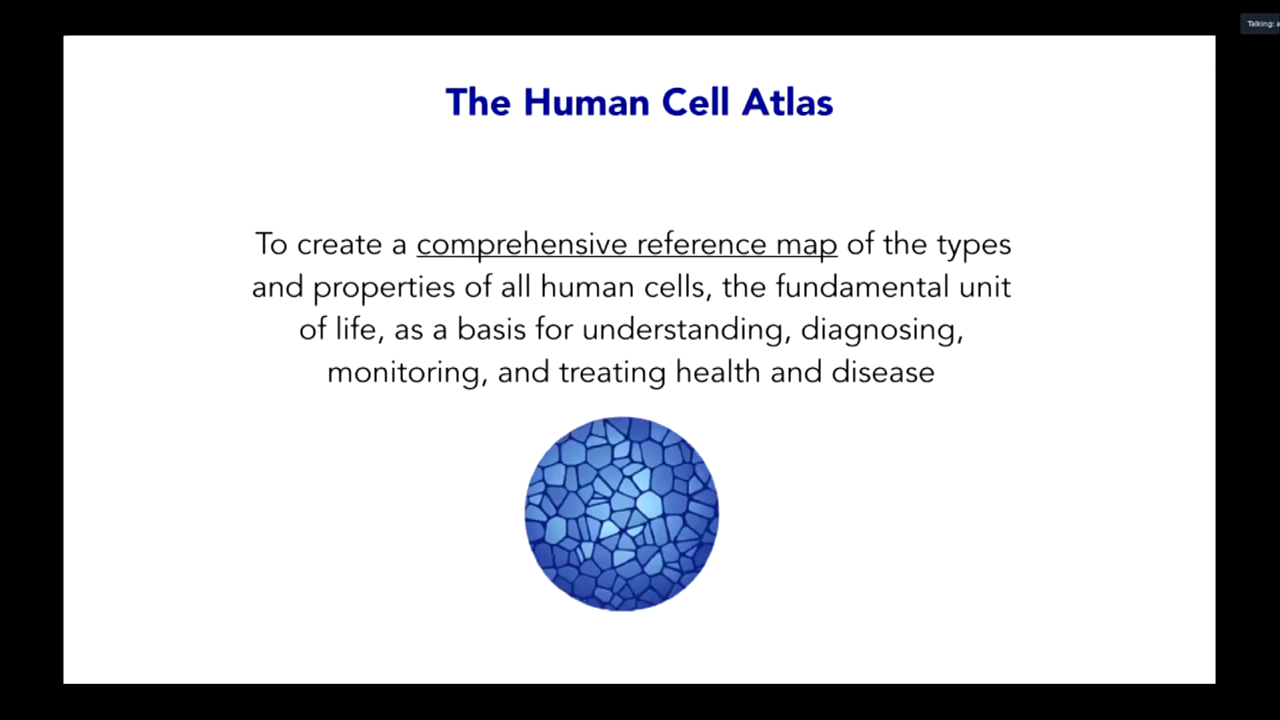 Talking:
The Human Cell Atlas
To create a comprehensive reference map of the types
and properties of all human cells, the fundamental unit
of life, as a basis for understanding, diagnosing,
monitoring, and treating health and disease